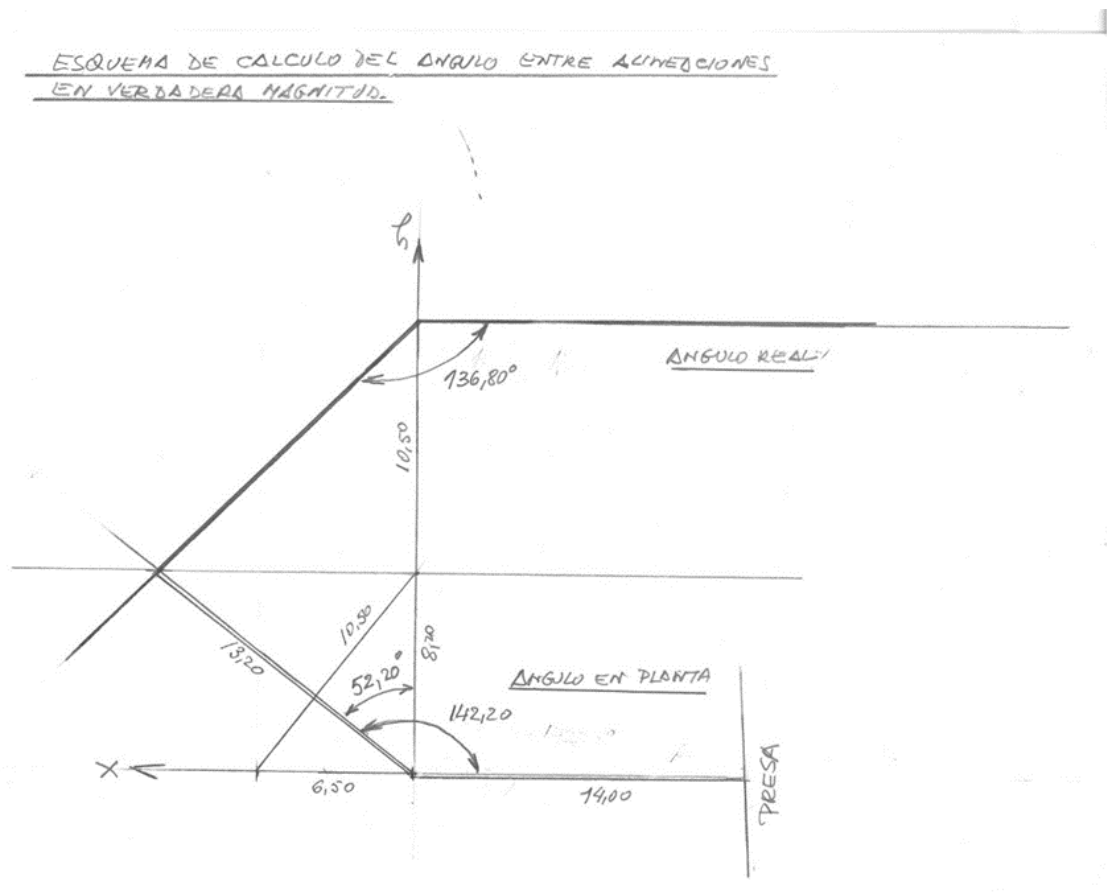 ESQUEMA DE CALCULO DEL ANGULO ENTRE ALINEACIONES
EN VERDADERA MAGNITUD.
136,80°
ANGULO REAL
10,50
13,20
10,50
8,20
52,20°
ANGULO EN PLANTA
142,20
X
6,50
14,00
PRESA